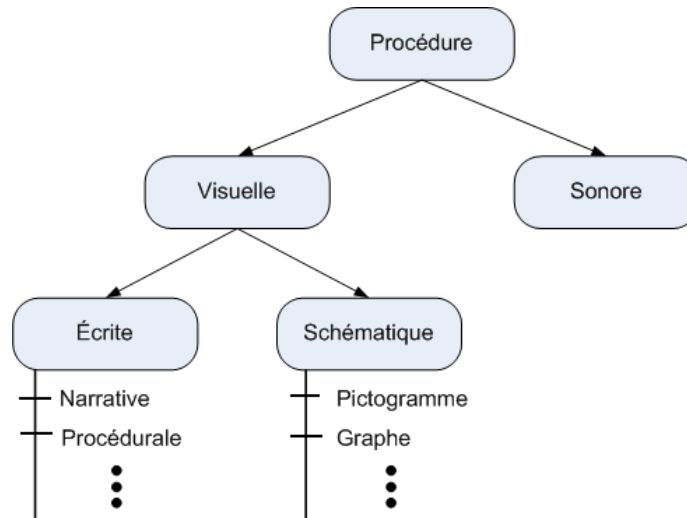 Procédure
Visuelle
Sonore
Écrite
Schématique
Narrative
Pictogramme
Procédurale
Graphe